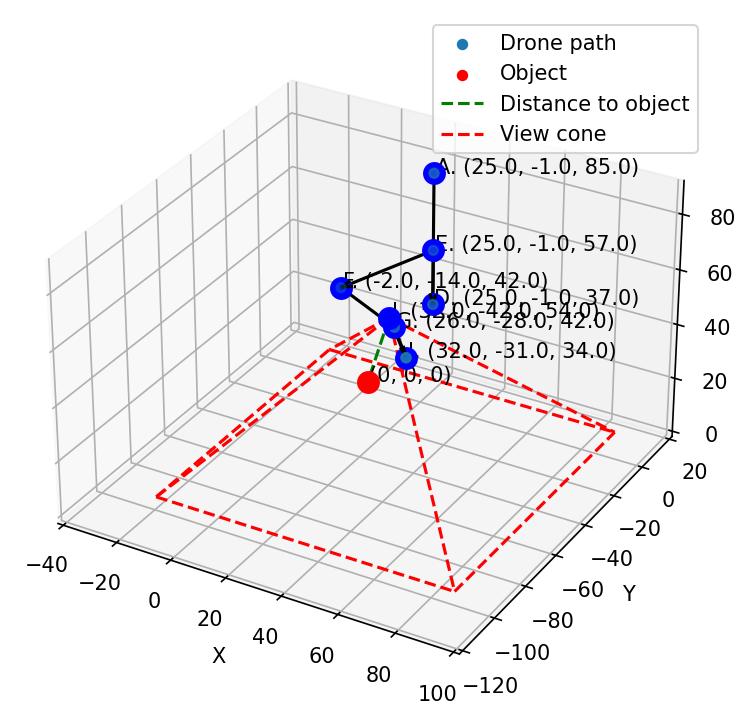 Drone path
Object
Distance to object
View cone
A. (25.0, -1.0, 85.0)
E. (25.0, -1.0, 57.0)
F. (-2.0, -14.0, 42.0)
D. (25.0, -1.0, 37.0)
G. (26.0, -28.0, 42.0)
(32.0, -31.0, 34.0)
0, 0, 0)
80
60
40
20
0
20
0
−20
−40
−60
−80
−100
−120
Y
−40
−20
0
20
40
60
80
100
X